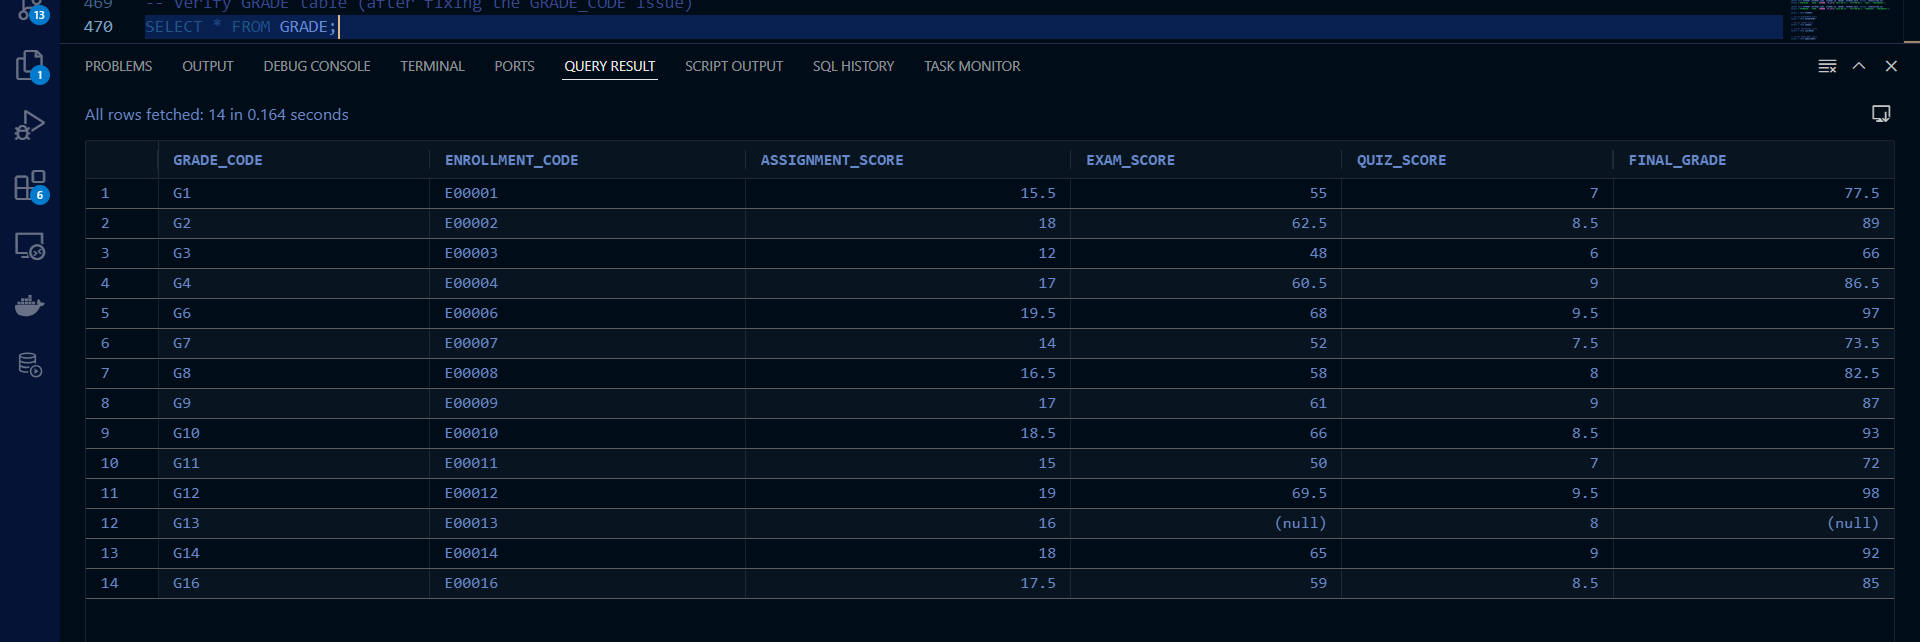 469 -- Verify GRADE table (after fixing the GRADE_CODE issue)
470 SELECT * FROM GRADE;
13
1
6
PROBLEMS OUTPUT DEBUG CONSOLE TERMINAL PORTS QUERY RESULT SCRIPT OUTPUT SQL HISTORY TASK MONITOR
All rows fetched: 14 in 0.164 seconds
GRADE_CODE ENROLLMENT_CODE ASSIGNMENT_SCORE EXAM_SCORE QUIZ_SCORE FINAL_GRADE
1 G1 E00001 15.5 55 7 77.5
2 G2 E00002 18 62.5 8.5 89
3 G3 E00003 12 48 6 66
4 G4 E00004 17 60.5 9 86.5
5 G6 E00006 19.5 68 9.5 97
6 G7 E00007 14 52 7.5 73.5
7 G8 E00008 16.5 58 8 82.5
8 G9 E00009 17 61 9 87
9 G10 E00010 18.5 66 8.5 93
10 G11 E00011 15 50 7 72
11 G12 E00012 19 69.5 9.5 98
12 G13 E00013 16 (null) 8 (null)
13 G14 E00014 18 65 9 92
14 G16 E00016 17.5 59 8.5 85